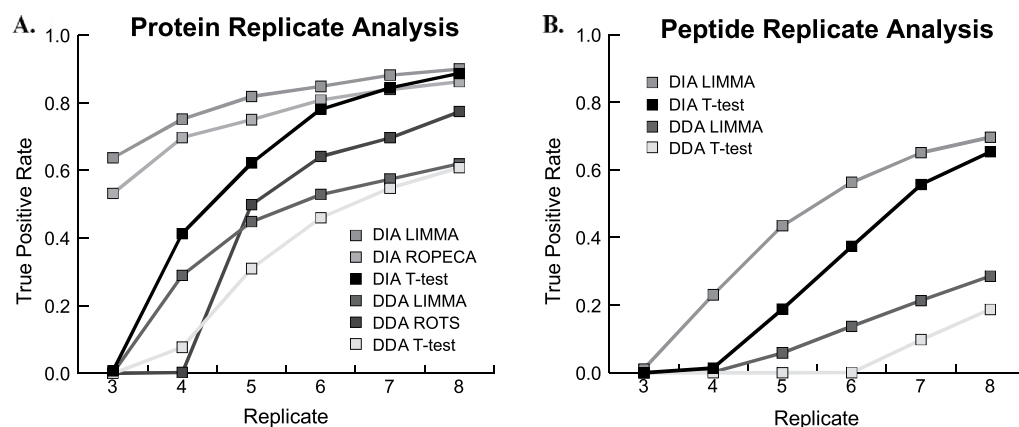 A.
Protein Replicate Analysis
1.0
0.8
0.6
0.4
0.2
0.0
True Positive Rate
3 4 5 6 7 8
Replicate
DIA LIMMA
DIA ROPECA
DIA T-test
DDA LIMMA
DDA ROTS
DDA T-test
B.
Peptide Replicate Analysis
1.0
0.8
0.6
0.4
0.2
0.0
True Positive Rate
3 4 5 6 7 8
Replicate
DIA LIMMA
DIA T-test
DDA LIMMA
DDA T-test